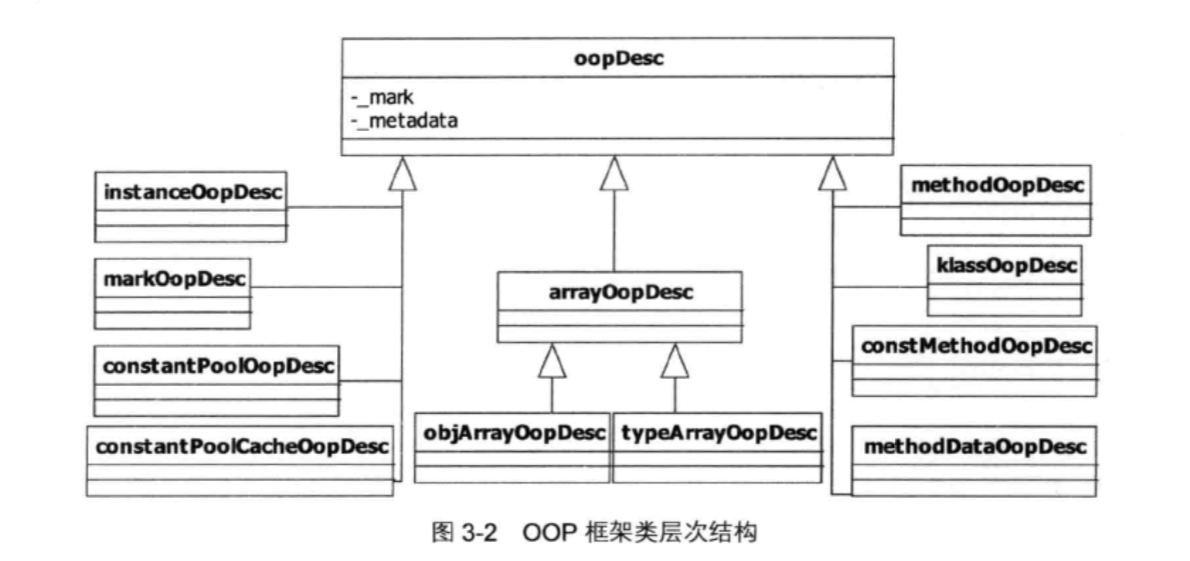 oopDesc
-_mark
-_metadata
instanceOopDesc
markOopDesc
constantPoolOopDesc
constantPoolCacheOopDesc
arrayOopDesc
objArrayOopDesc
typeArrayOopDesc
methodOopDesc
klassOopDesc
constMethodOopDesc
methodDataOopDesc
图 3-2 OOP 框架类层次结构